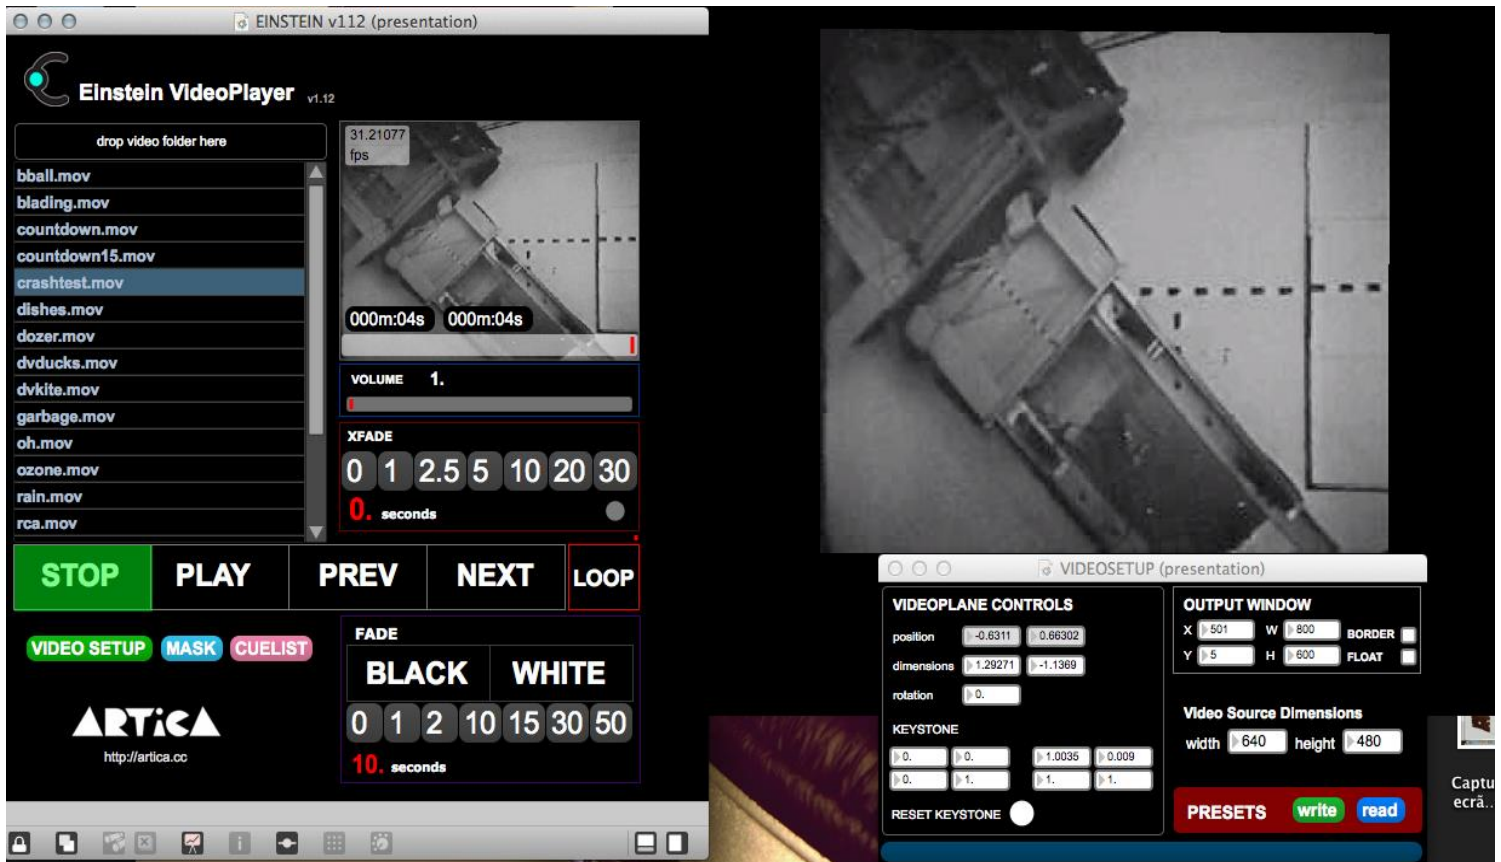 EINSTEIN v112 (presentation)
Einstein VideoPlayer v1.12
drop video folder here
bball.mov
blading.mov
countdown.mov
countdown15.mov
crashtest.mov
dishes.mov
dozer.mov
dvducks.mov
dvkite.mov
garbage.mov
oh.mov
ozone.mov
rain.mov
rca.mov
31.21077
fps
000m:04s 000m:04s
VOLUME 1.
XFADE
0 1 2.5 5 10 20 30
0. seconds
STOP PLAY PREV NEXT LOOP
VIDEO SETUP MASK CUELIST
ARTiCA
http://artica.cc
FADE
BLACK WHITE
0 1 2 10 15 30 50
10. seconds
VIDEOSETUP (presentation)
VIDEOPLANE CONTROLS
position -0.6311 0.66302
dimensions 1.29271 -1.1369
rotation 0.
KEYSTONE
0. 0. 1.0035 0.009
0. 1. 1. 1.
RESET KEYSTONE
OUTPUT WINDOW
X 501 W 800 BORDER
Y 5 H 600 FLOAT
Video Source Dimensions
width 640 height 480
PRESETS write read
Captu
ecrã...